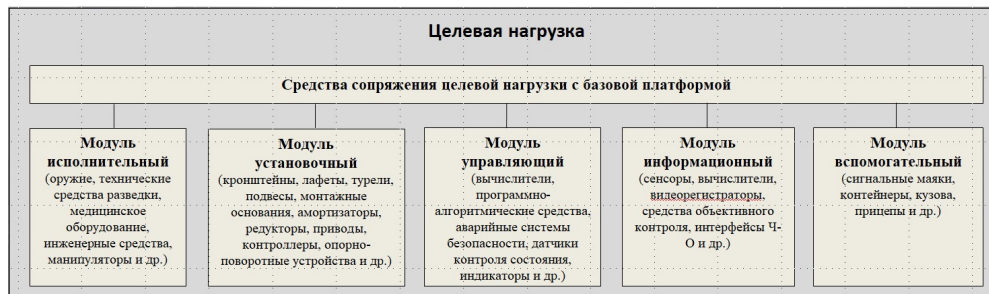 Целевая нагрузка
Средства сопряжения целевой нагрузки с базовой платформой
Модуль
исполнительный
(оружие, технические
средства разведки,
медицинское
оборудование,
инженерные средства,
манипуляторы и др.)
Модуль
установочный
(кронштейны, лафеты, турели,
подвесы, монтажные
основания, амортизаторы,
редукторы, приводы,
контроллеры, опорно-
поворотные устройства и др.)
Модуль
управляющий
(вычислители,
программно-
алгоритмические средства,
аварийные системы
безопасности, датчики
контроля состояния,
индикаторы и др.)
Модуль
информационный
(сенсоры, вычислители,
видеорегистраторы,
средства объективного
контроля, интерфейсы Ч-
О и др.)
Модуль
вспомогательный
(сигнальные маяки,
контейнеры, кузова,
прицепы и др.)